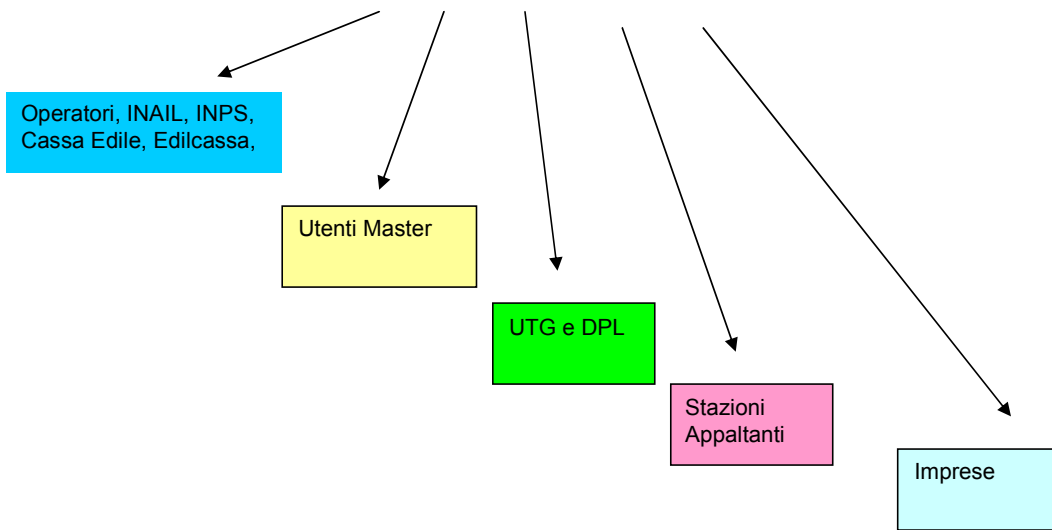 Operatori, INAIL, INPS,
Cassa Edile, Edilcassa,
Utenti Master
UTG e DPL
Stazioni
Appaltanti
Imprese